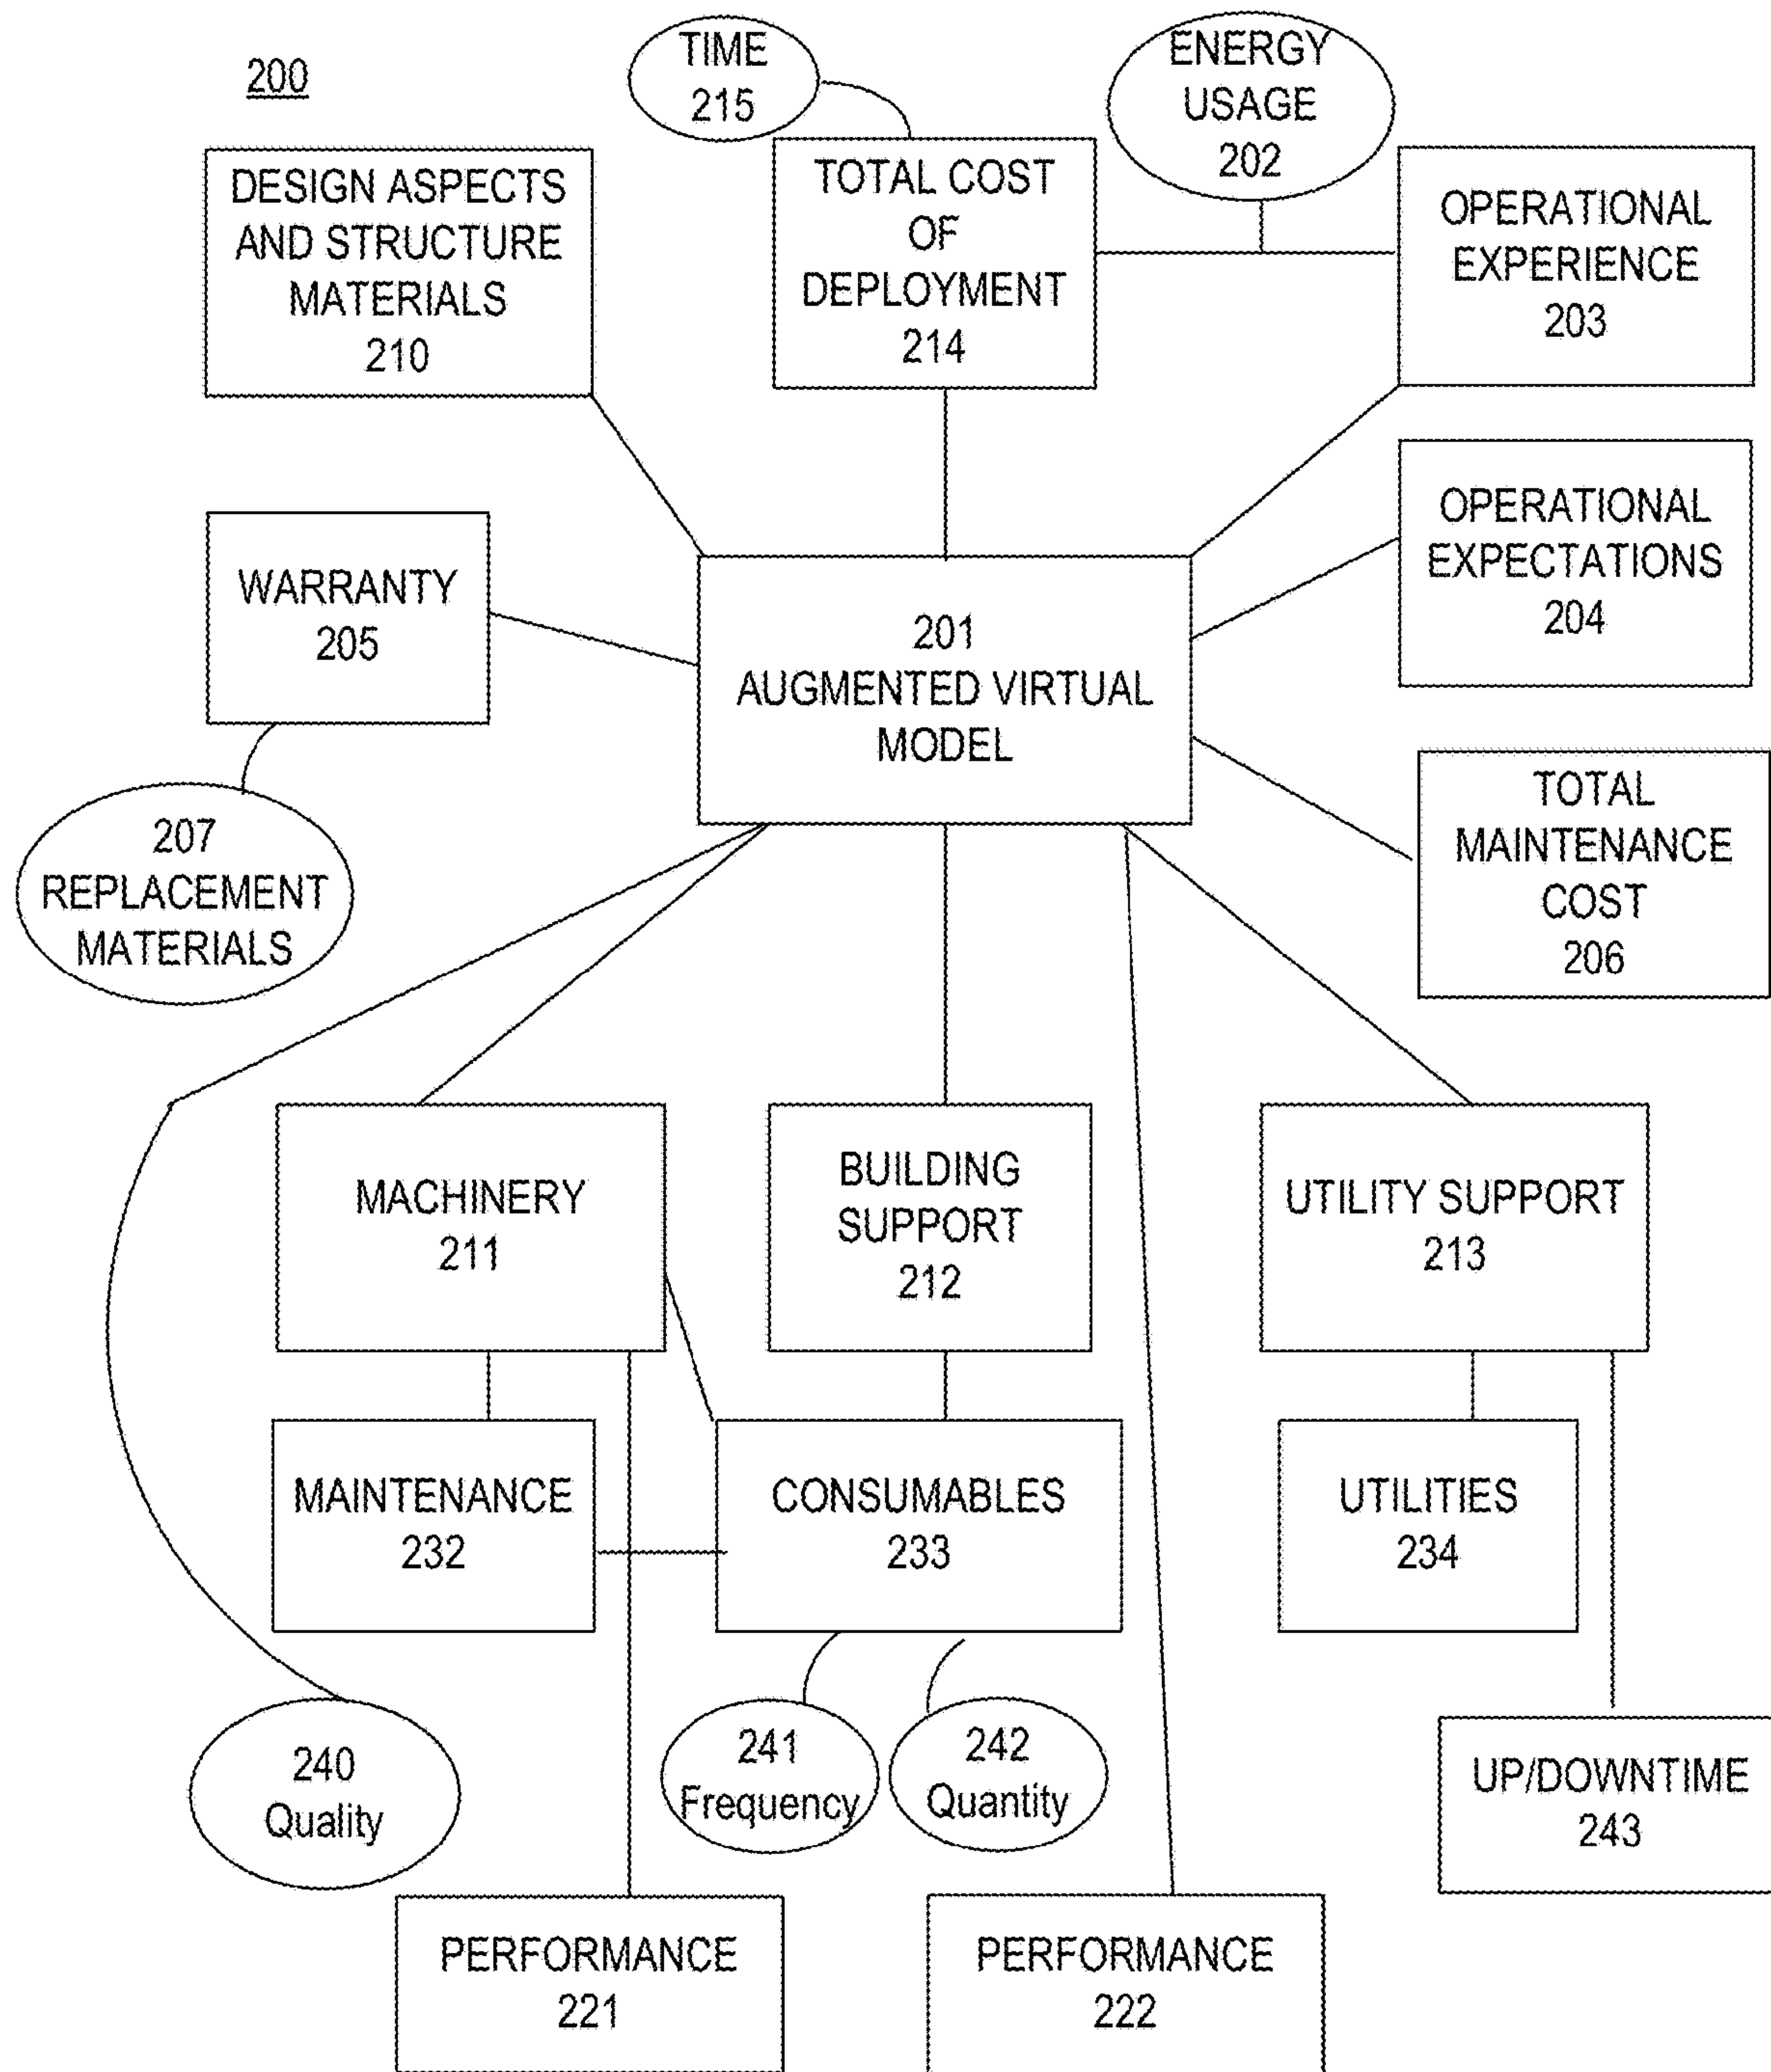 200
TIME
215
ENERGY
USAGE
202
DESIGN ASPECTS
AND STRUCTURE
MATERIALS
210
TOTAL COST
OF
DEPLOYMENT
214
OPERATIONAL
EXPERIENCE
203
OPERATIONAL
EXPECTATIONS
204
WARRANTY
205
201
AUGMENTED VIRTUAL
MODEL
TOTAL
MAINTENANCE
COST
206
207
REPLACEMENT
MATERIALS
MACHINERY
211
BUILDING
SUPPORT
212
UTILITY SUPPORT
213
MAINTENANCE
232
CONSUMABLES
233
UTILITIES
234
240
Quality
241
Frequency
242
Quantity
UP/DOWNTIME
243
PERFORMANCE
221
PERFORMANCE
222